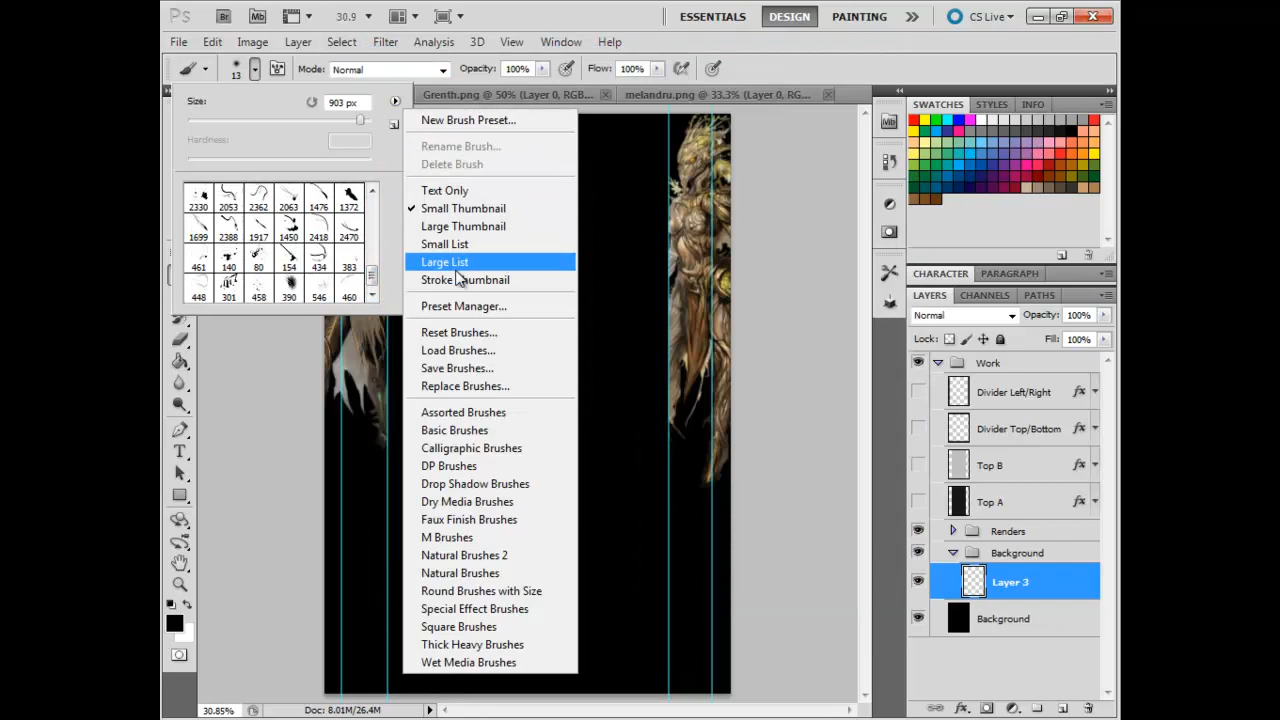 Ps Br Mb 30.9 ESSENTIALS DESIGN PAINTING CS Live
File Edit Image Layer Select Filter Analysis 3D View Window Help
13 Mode: Normal Opacity: 100% Flow: 100%
Grenth.png @ 50% (Layer 0, RGB... melandru.png @ 33.3% (Layer 0, RG...
Size: 903 px
Hardness:
2330 2053 2362 2063 1476 1372
1699 2388 1917 1450 2418 2470
461 140 80 154 434 383
448 301 458 390 546 460
New Brush Preset...
Rename Brush...
Delete Brush
Text Only
Small Thumbnail
Large Thumbnail
Small List
Large List
Stroke Thumbnail
Preset Manager...
Reset Brushes...
Load Brushes...
Save Brushes...
Replace Brushes...
Assorted Brushes
Basic Brushes
Calligraphic Brushes
DP Brushes
Drop Shadow Brushes
Dry Media Brushes
Faux Finish Brushes
M Brushes
Natural Brushes 2
Natural Brushes
Round Brushes with Size
Special Effect Brushes
Square Brushes
Thick Heavy Brushes
Wet Media Brushes
Mb
SWATCHES STYLES INFO
CHARACTER PARAGRAPH
LAYERS CHANNELS PATHS
Normal Opacity: 100%
Lock: Fill: 100%
Work
Divider Left/Right fx
Divider Top/Bottom fx
Top B fx
Top A fx
Renders
Background
Layer 3
Background
T
30.85% Doc: 8.01M/26.4M
fx